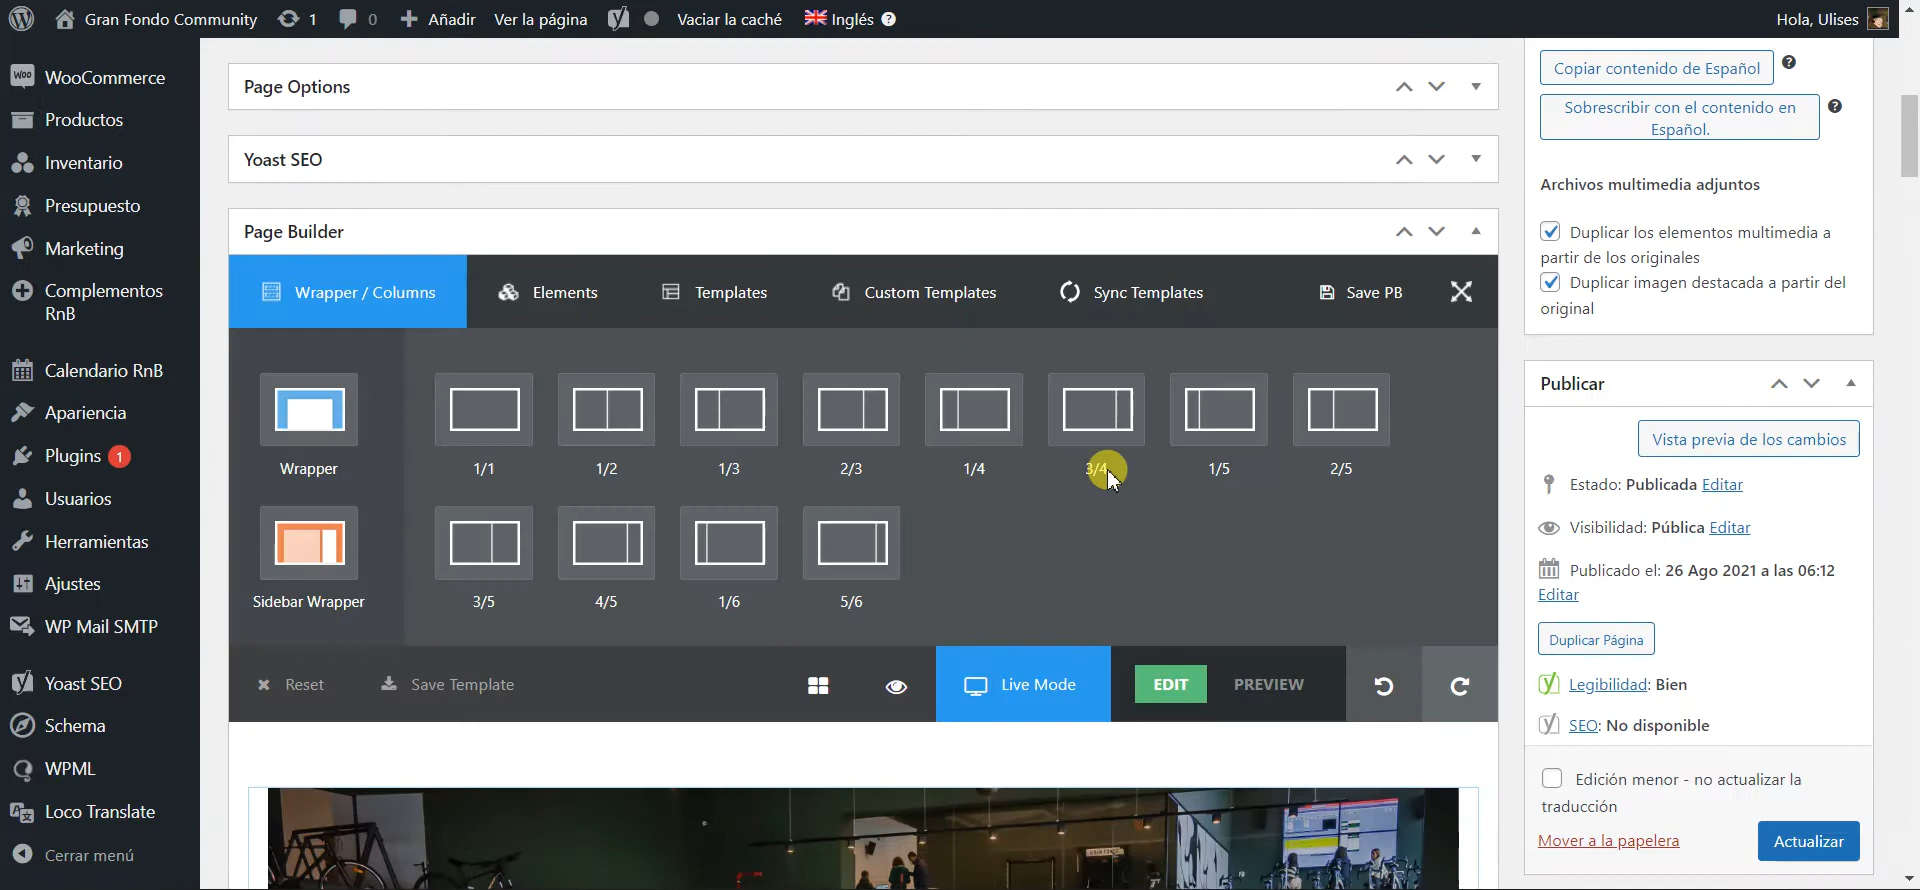 Gran Fondo Community
1
0
Añadir
Ver la página
Vaciar la caché
Inglés
Hola, Ulises
WooCommerce
Productos
Inventario
Presupuesto
Marketing
Complementos
RnB
Calendario RnB
Apariencia
Plugins 1
Usuarios
Herramientas
Ajustes
WP Mail SMTP
Yoast SEO
Schema
WPML
Loco Translate
Cerrar menú
Page Options
Yoast SEO
Page Builder
Wrapper / Columns
Elements
Templates
Custom Templates
Sync Templates
Save PB
Wrapper
1/1
1/2
1/3
2/3
1/4
3/4
1/5
2/5
Sidebar Wrapper
3/5
4/5
1/6
5/6
Reset
Save Template
Live Mode
EDIT
PREVIEW
Copiar contenido de Español
Sobrescribir con el contenido en
Español.
Archivos multimedia adjuntos
Duplicar los elementos multimedia a
partir de los originales
Duplicar imagen destacada a partir del
original
Publicar
Vista previa de los cambios
Estado: Publicada Editar
Visibilidad: Pública Editar
Publicado el: 26 Ago 2021 a las 06:12
Editar
Duplicar Página
Legibilidad: Bien
SEO: No disponible
Edición menor - no actualizar la
traducción
Mover a la papelera
Actualizar